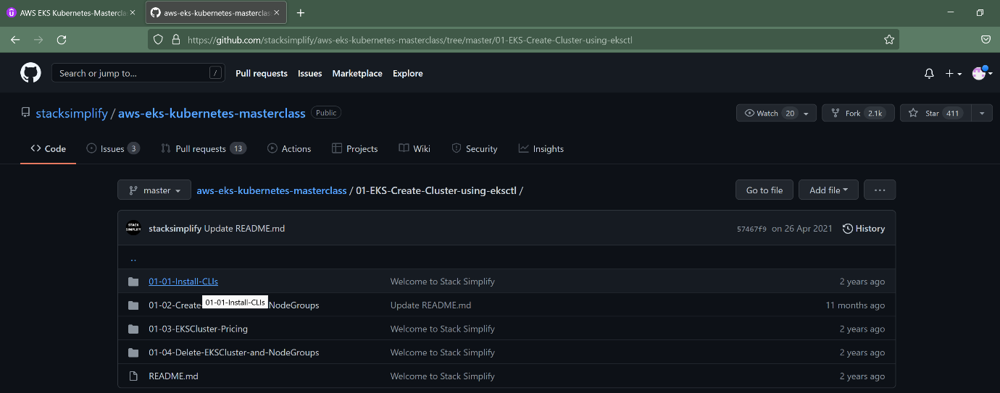 AWS EKS Kubernetes-Mastercla
aws-eks-kubernetes-masterclass
https://github.com/stacksimplify/aws-eks-kubernetes-masterclass/tree/master/01-EKS-Create-Cluster-using-eksctl
Search or jump to... / Pull requests Issues Marketplace Explore
stacksimplify / aws-eks-kubernetes-masterclass Public Watch 20 Fork 2.1k Star 411
Code Issues 3 Pull requests 13 Actions Projects Wiki Security Insights
master aws-eks-kubernetes-masterclass / 01-EKS-Create-Cluster-using-eksctl / Go to file Add file ...
STACK
SIMPLIFY
stacksimplify Update README.md 57467f9 on 26 Apr 2021 History
..
01-01-Install-CLIs Welcome to Stack Simplify 2 years ago
01-01-Install-CLIs
01-02-Create- NodeGroups Update README.md 11 months ago
01-03-EKSCluster-Pricing Welcome to Stack Simplify 2 years ago
01-04-Delete-EKSCluster-and-NodeGroups Welcome to Stack Simplify 2 years ago
README.md Welcome to Stack Simplify 2 years ago